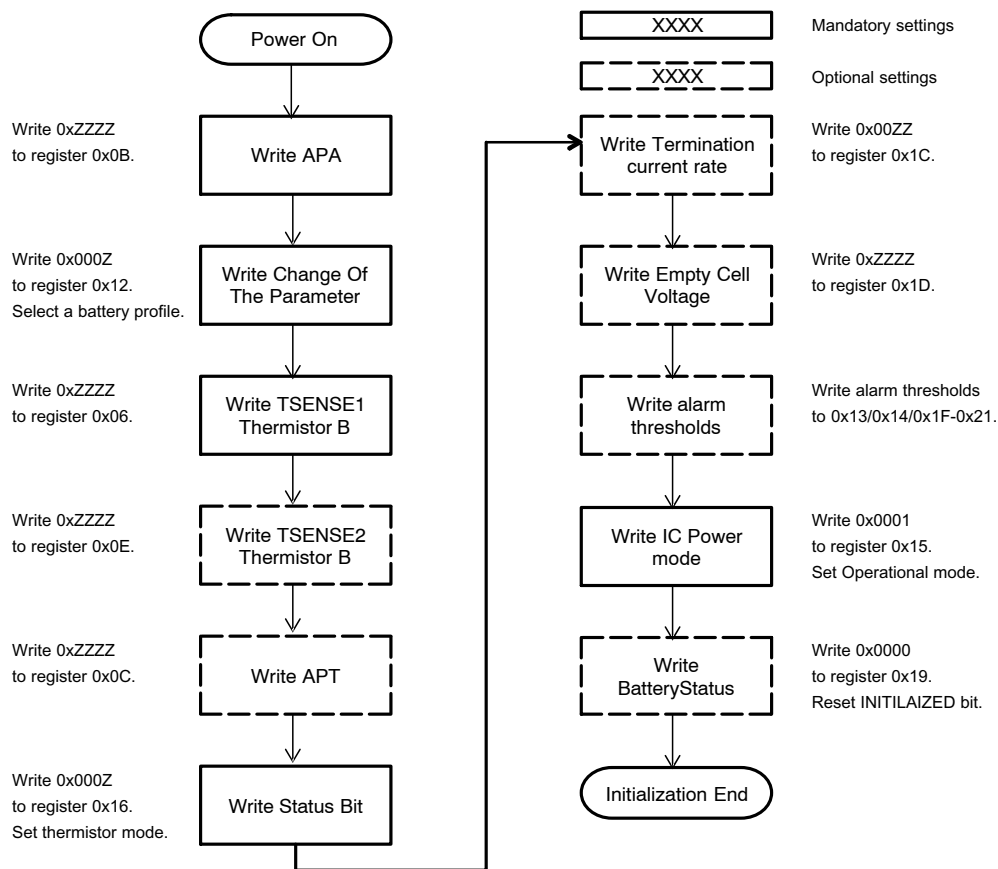 Power On
Write 0xZZZZ
to register 0x0B.
Write APA
Write 0x000Z
to register 0x12.
Select a battery profile.
Write Change Of
The Parameter
Write 0xZZZZ
to register 0x06.
Write TSENSE1
Thermistor B
Write 0xZZZZ
to register 0x0E.
Write TSENSE2
Thermistor B
Write 0xZZZZ
to register 0x0C.
Write APT
Write 0x000Z
to register 0x16.
Set thermistor mode.
Write Status Bit
XXXX
Mandatory settings
XXXX
Optional settings
Write Termination
current rate
Write 0x00ZZ
to register 0x1C.
Write Empty Cell
Voltage
Write 0xZZZZ
to register 0x1D.
Write alarm
thresholds
Write alarm thresholds
to 0x13/0x14/0x1F-0x21.
Write IC Power
mode
Write 0x0001
to register 0x15.
Set Operational mode.
Write
BatteryStatus
Write 0x0000
to register 0x19.
Reset INITILAIZED bit.
Initialization End